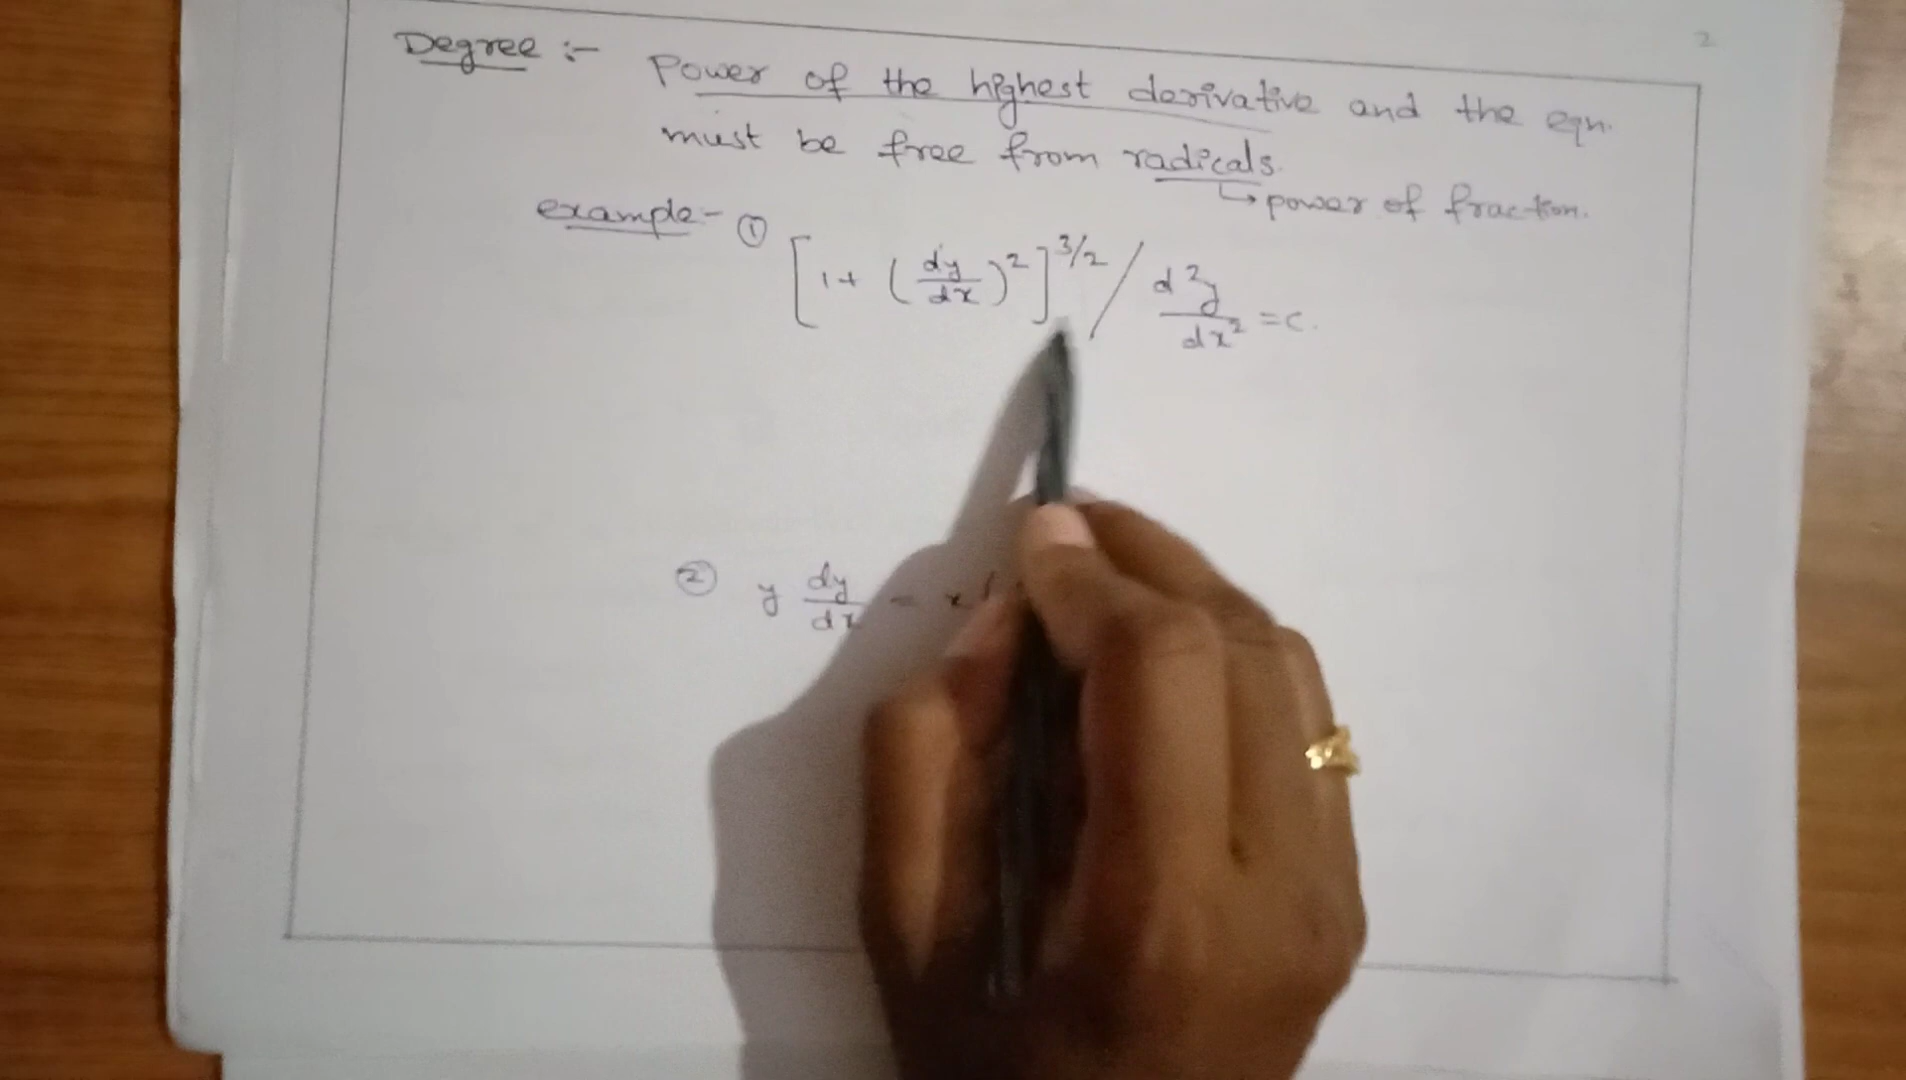 2
Degree :- Power of the highest derivative and the eqn.
must be free from radicals.
↳ power of fraction.
example- ① [1+ (dy/dx)²]^3/2 / d²y/dx² = c.
② y dy/dx = x